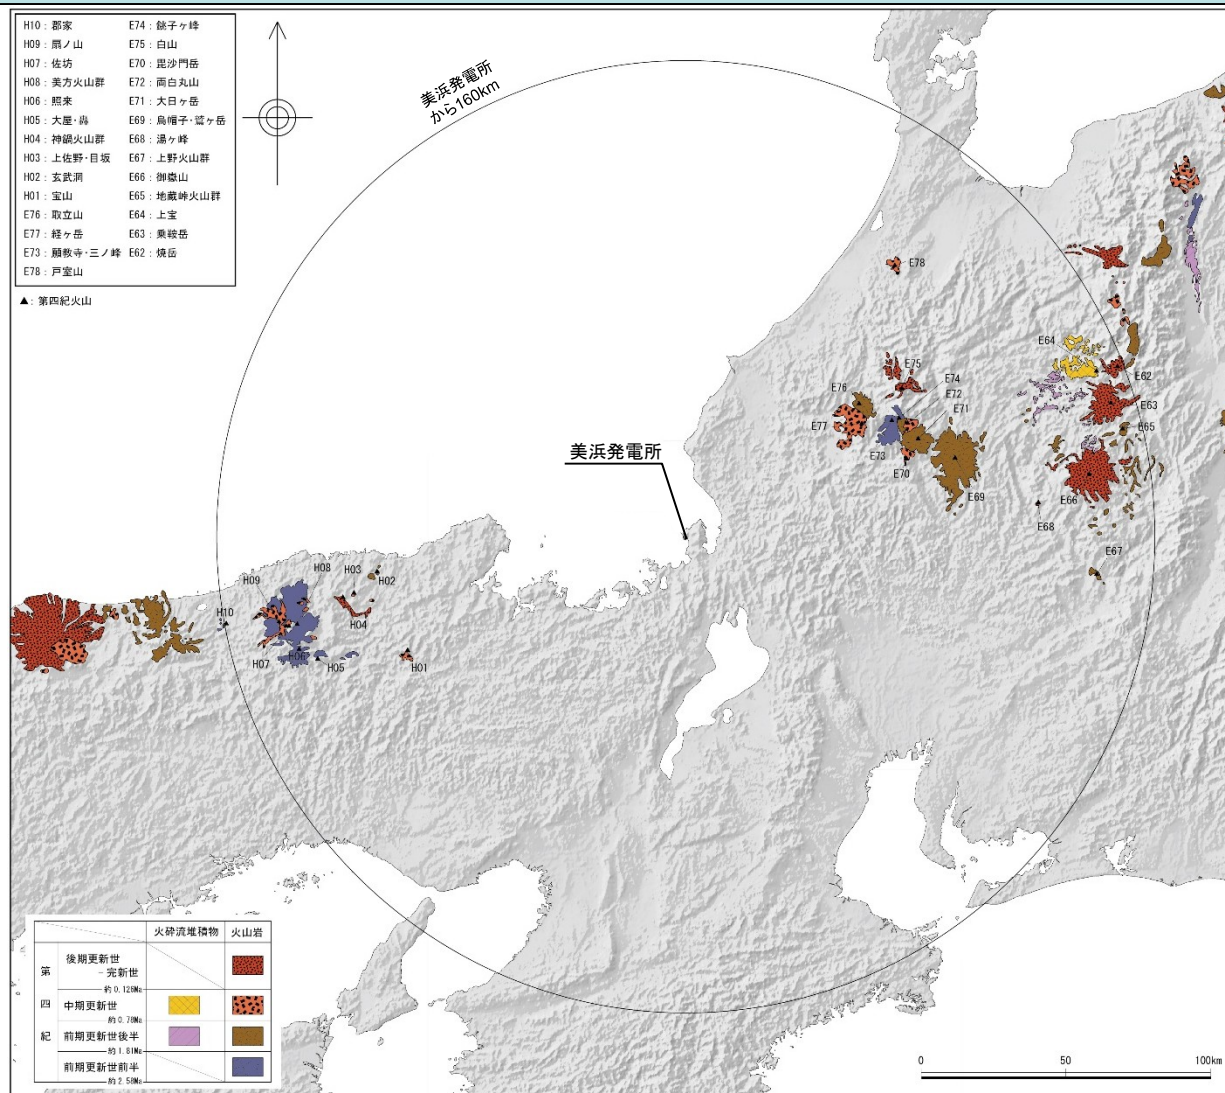 H10：郡家 E74：銚子ヶ峰
H09：扇ノ山 E75：白山
H07：佐坊 E70：毘沙門岳
H08：美方火山群 E72：両白丸山
H06：照来 E71：大日ヶ岳
H05：大屋・轟 E69：烏帽子・鷲ヶ岳
H04：神鍋火山群 E68：湯ヶ峰
H03：上佐野・目坂 E67：上野火山群
H02：玄武洞 E66：御嶽山
H01：宝山 E65：地蔵峠火山群
E76：取立山 E64：上宝
E77：経ヶ岳 E63：乗鞍岳
E73：願教寺・三ノ峰 E62：焼岳
E78：戸室山
▲：第四紀火山
美浜発電所
から160km
E78
E64
E75
E62
E76
E74
E72
E63
E71
E77
E65
美浜発電所
E73
E70
E69
E66
E68
H08
H03
H02
H09
E67
H10
H04
H07
H06
H05
H01
火砕流堆積物 火山岩
第四紀
後期更新世
－完新世
約 0.126Ma
中期更新世
約 0.78Ma
前期更新世後半
約 1.81Ma
前期更新世前半
約 2.58Ma
0 50 100km